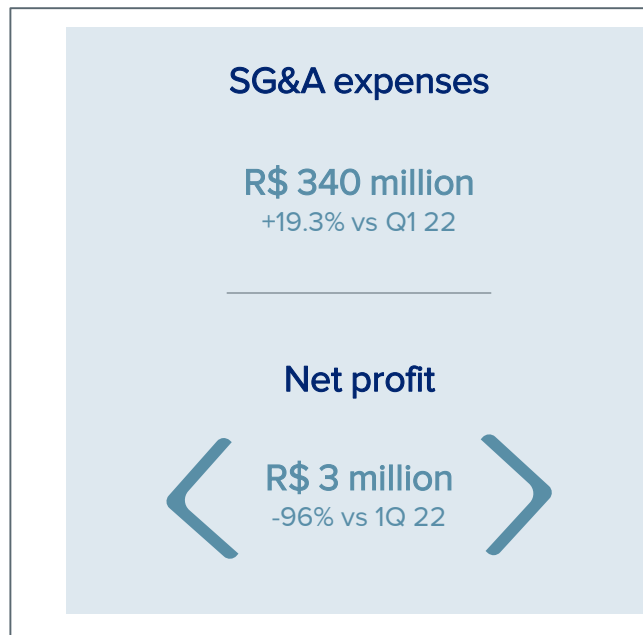 SG&A expenses
R$ 340 million
+19.3% vs Q1 22
Net profit
R$ 3 million
-96% vs 1Q 22